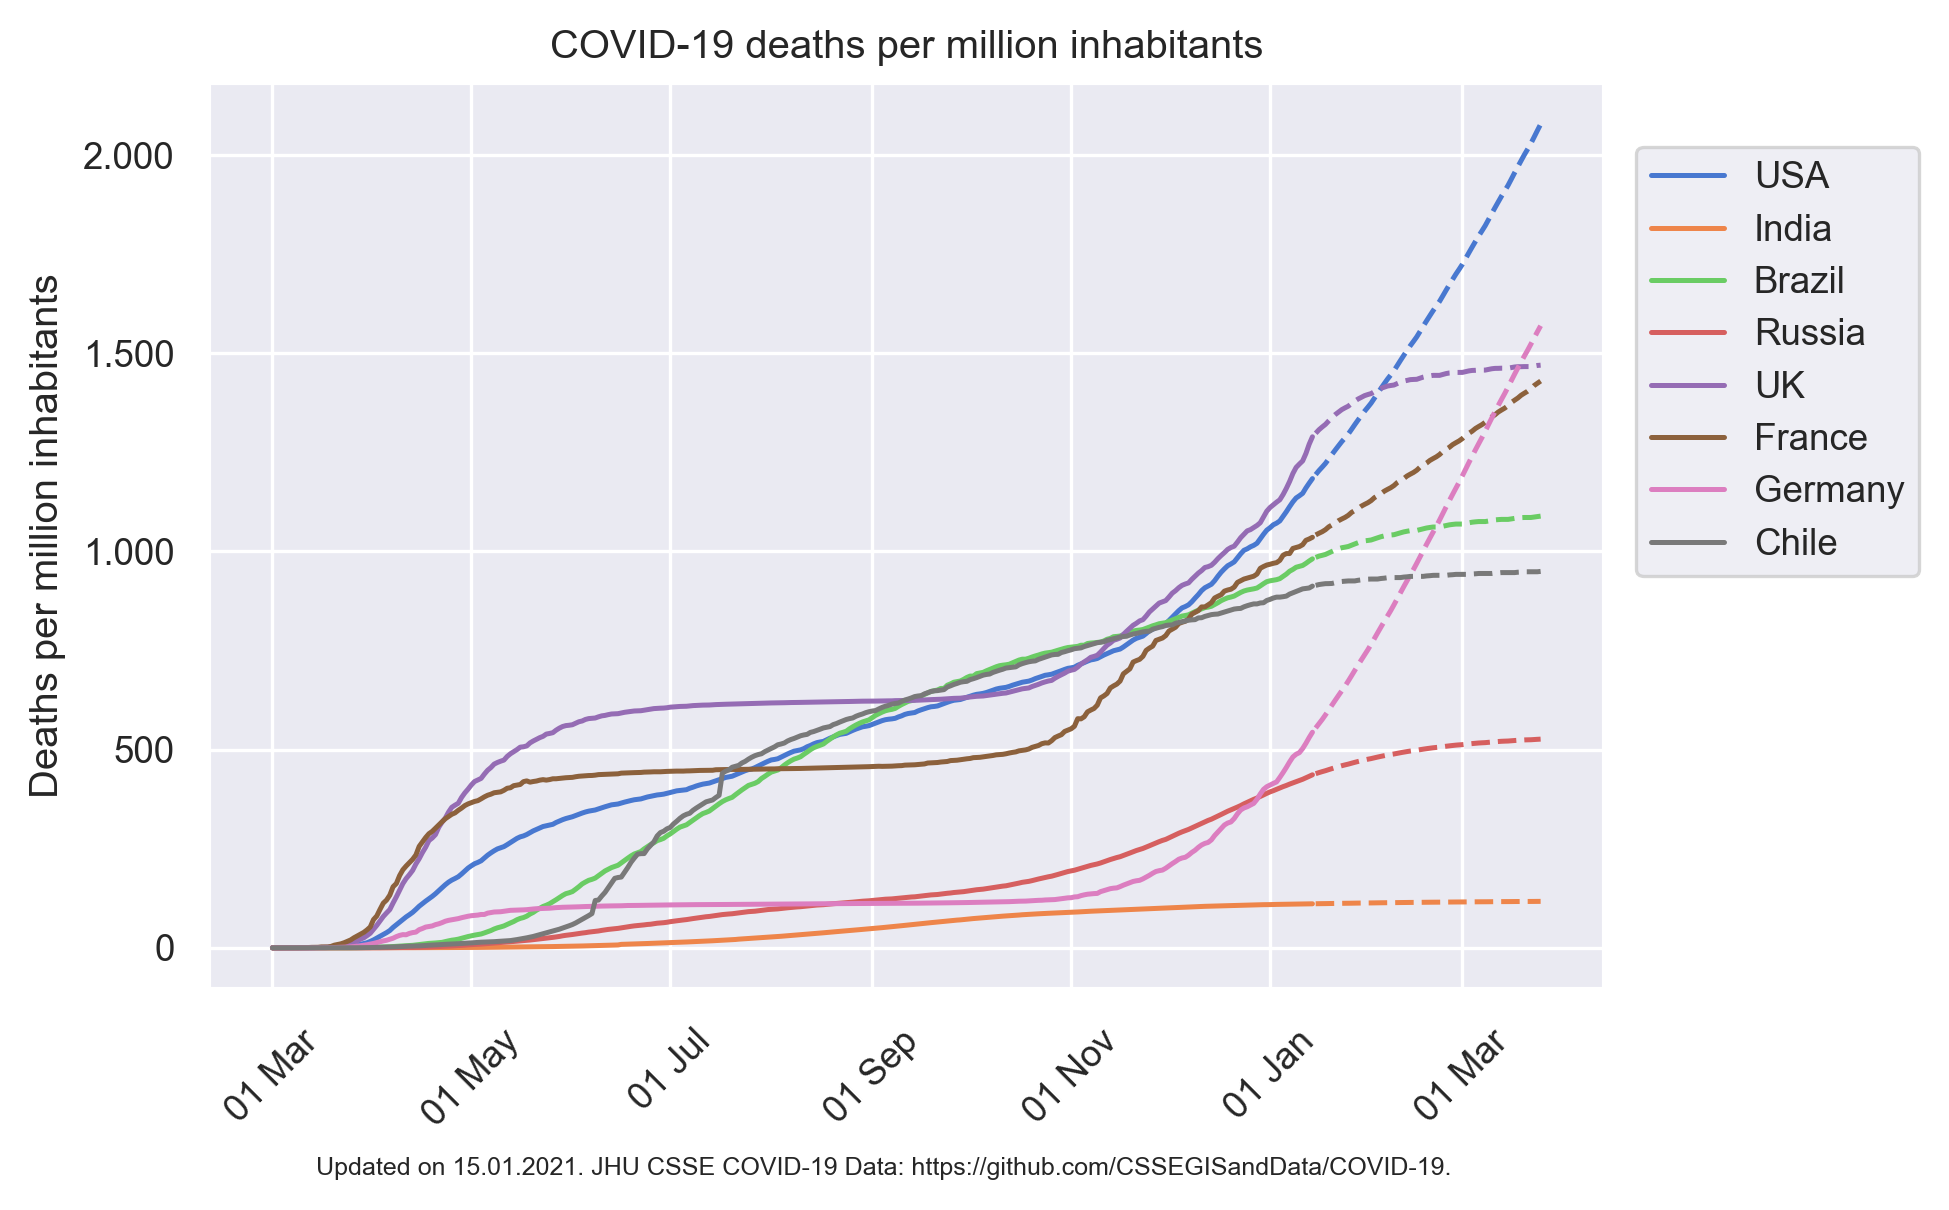 COVID-19 deaths per million inhabitants
Deaths per million inhabitants
2.000
1.500
1.000
500
0
01 Mar
01 May
01 Jul
01 Sep
01 Nov
01 Jan
01 Mar
USA
India
Brazil
Russia
UK
France
Germany
Chile
Updated on 15.01.2021. JHU CSSE COVID-19 Data: https://github.com/CSSEGISandData/COVID-19.